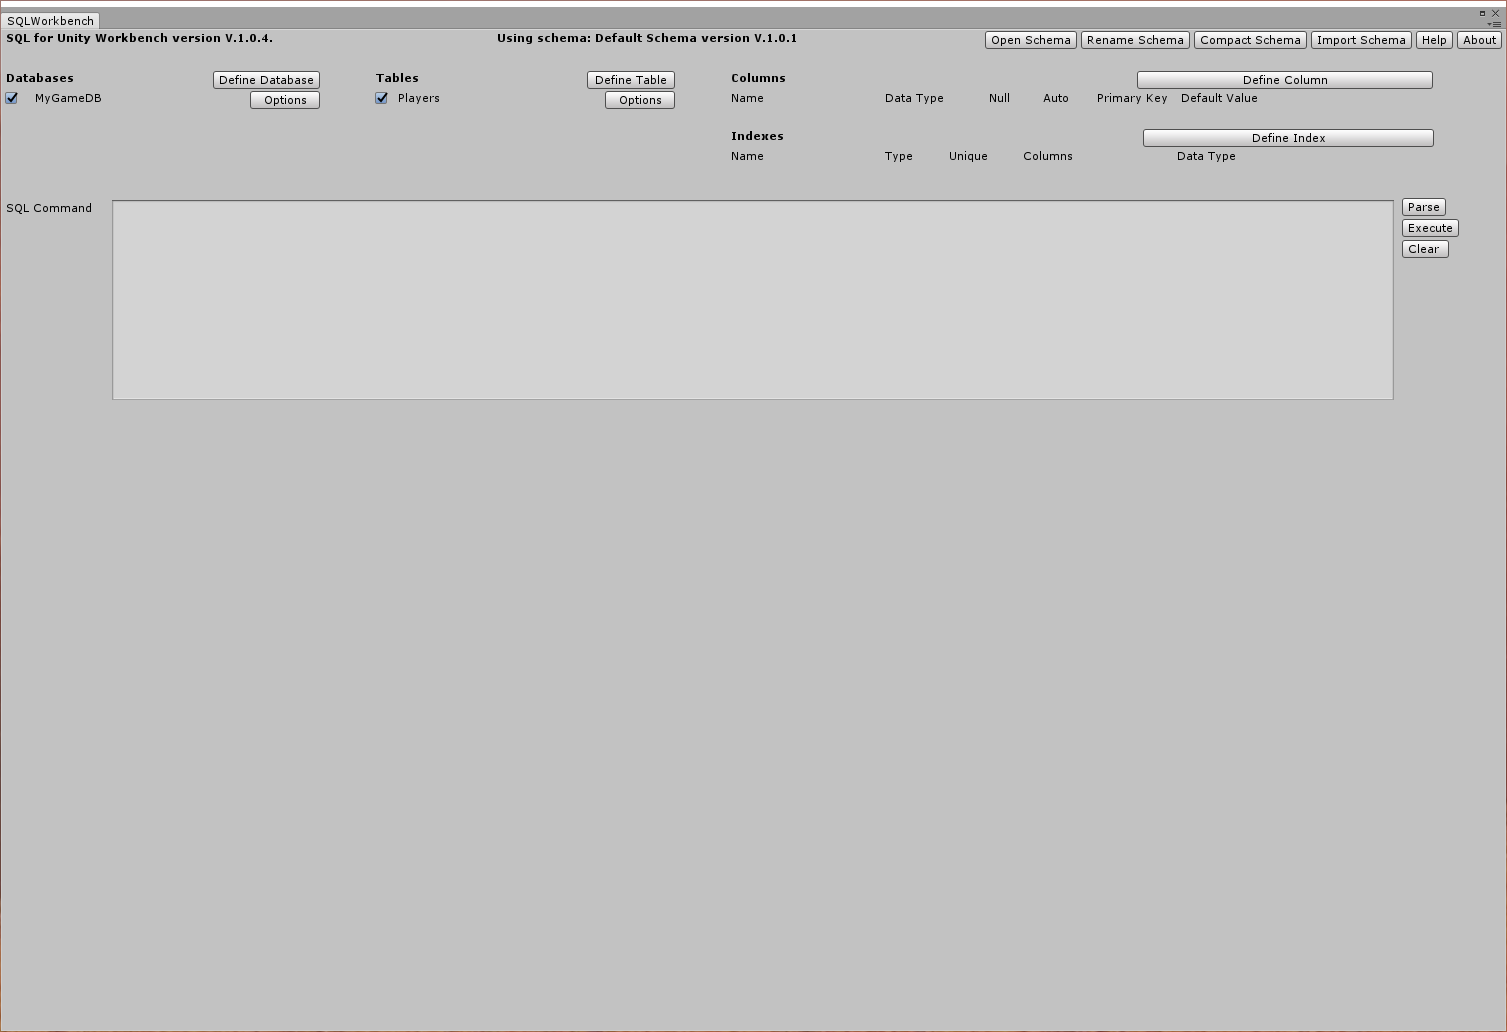 SQLWorkbench
SQL for Unity Workbench version V.1.0.4. Using schema: Default Schema version V.1.0.1 Open Schema Rename Schema Compact Schema Import Schema Help About
Databases Define Database Tables Define Table Columns Define Column
MyGameDB Options Players Options Name Data Type Null Auto Primary Key Default Value
Indexes Define Index
Name Type Unique Columns Data Type
SQL Command Parse
Execute
Clear